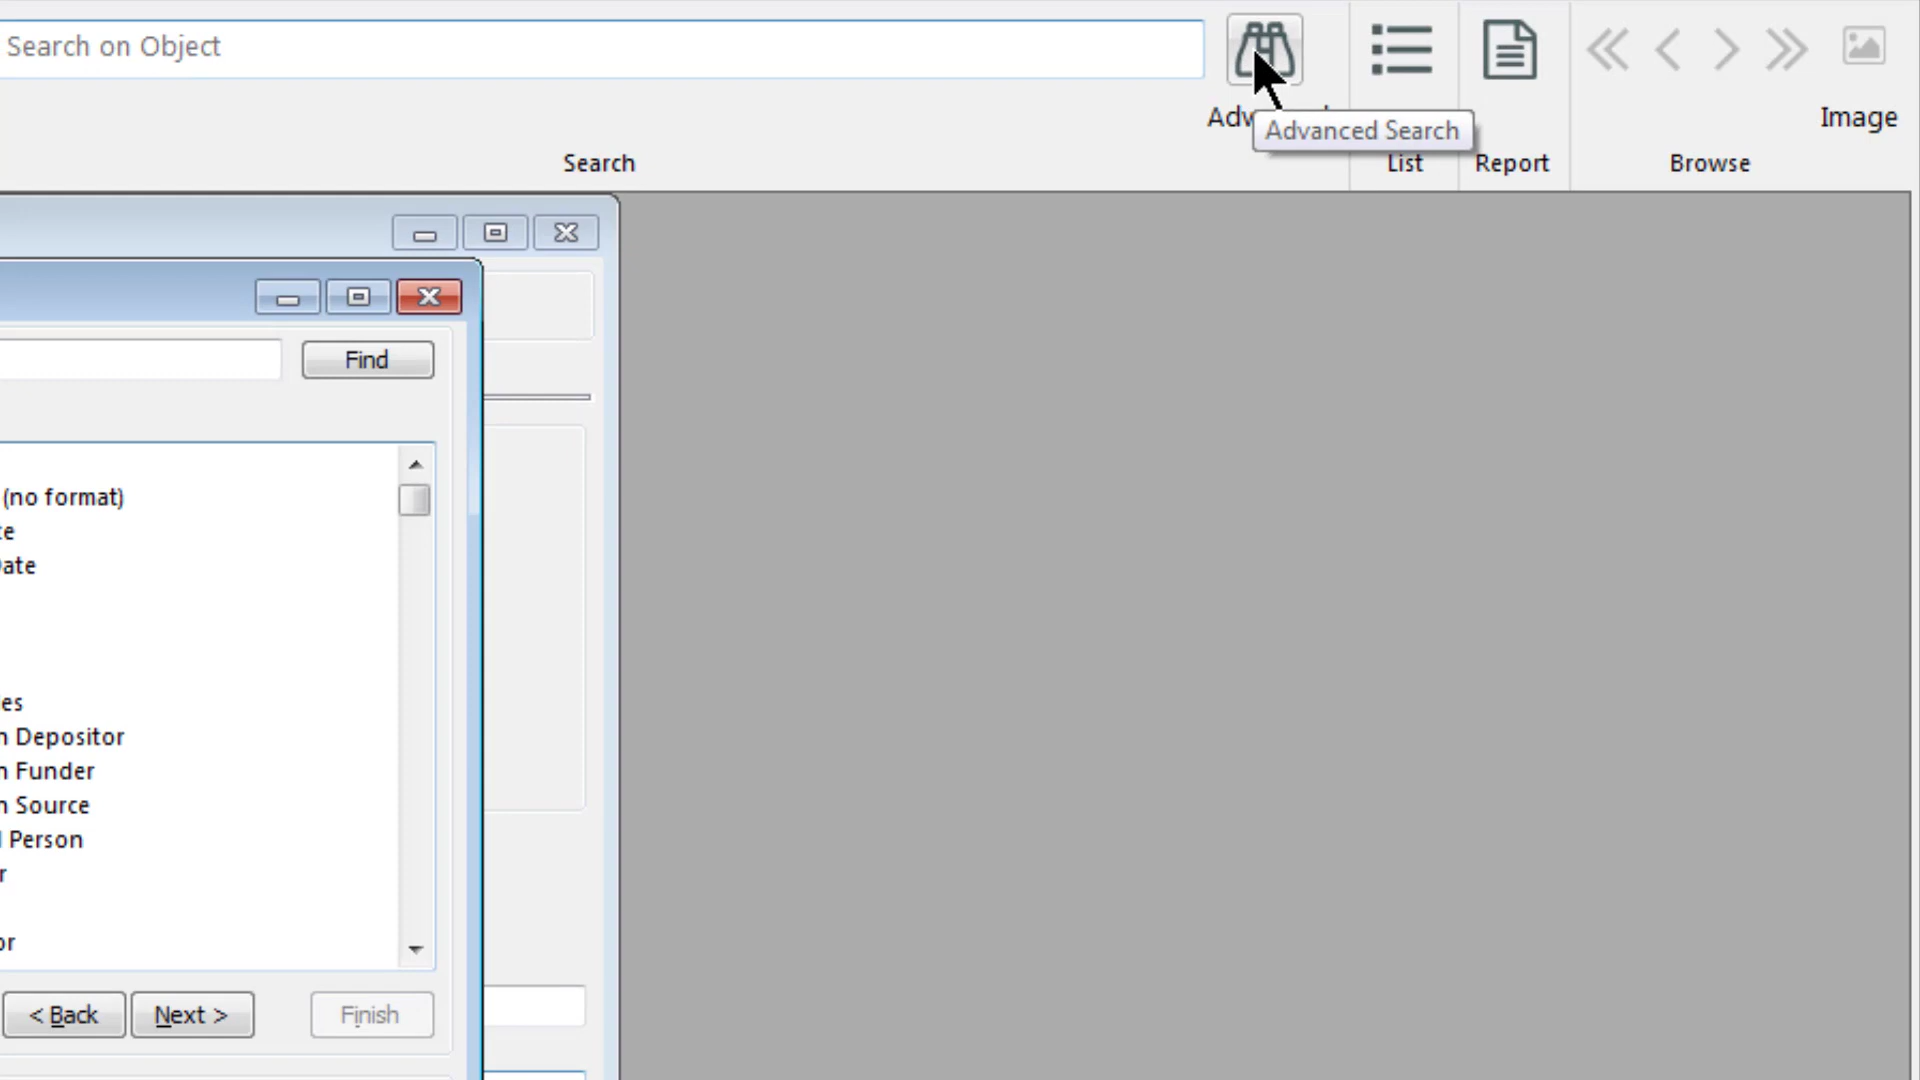 Search on Object
Advanced Search
Image
Search
List
Report
Browse
Find
(no format)
Depositor
Funder
Source
Person
< Back
Next >
Finish